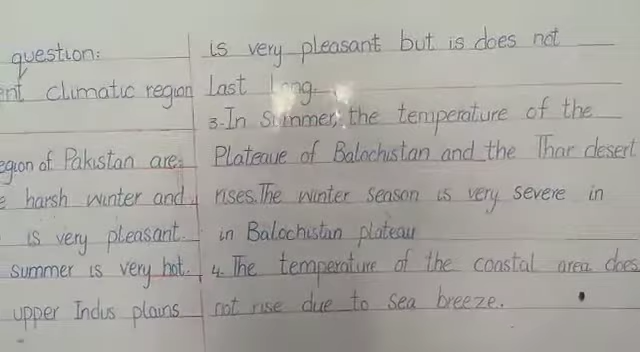 question:
ent climatic region
egion of Pakistan are:
e harsh winter and
is very pleasant.
summer is very hot.
upper Indus plains
is very pleasant but is does not
last long.
3. In Summer, the temperature of the
Plateaue of Balochistan and the Thar desert
rises. The winter season is very severe in
in Balochistan plateau
4. The temperature of the coastal area does
not rise due to sea breeze.